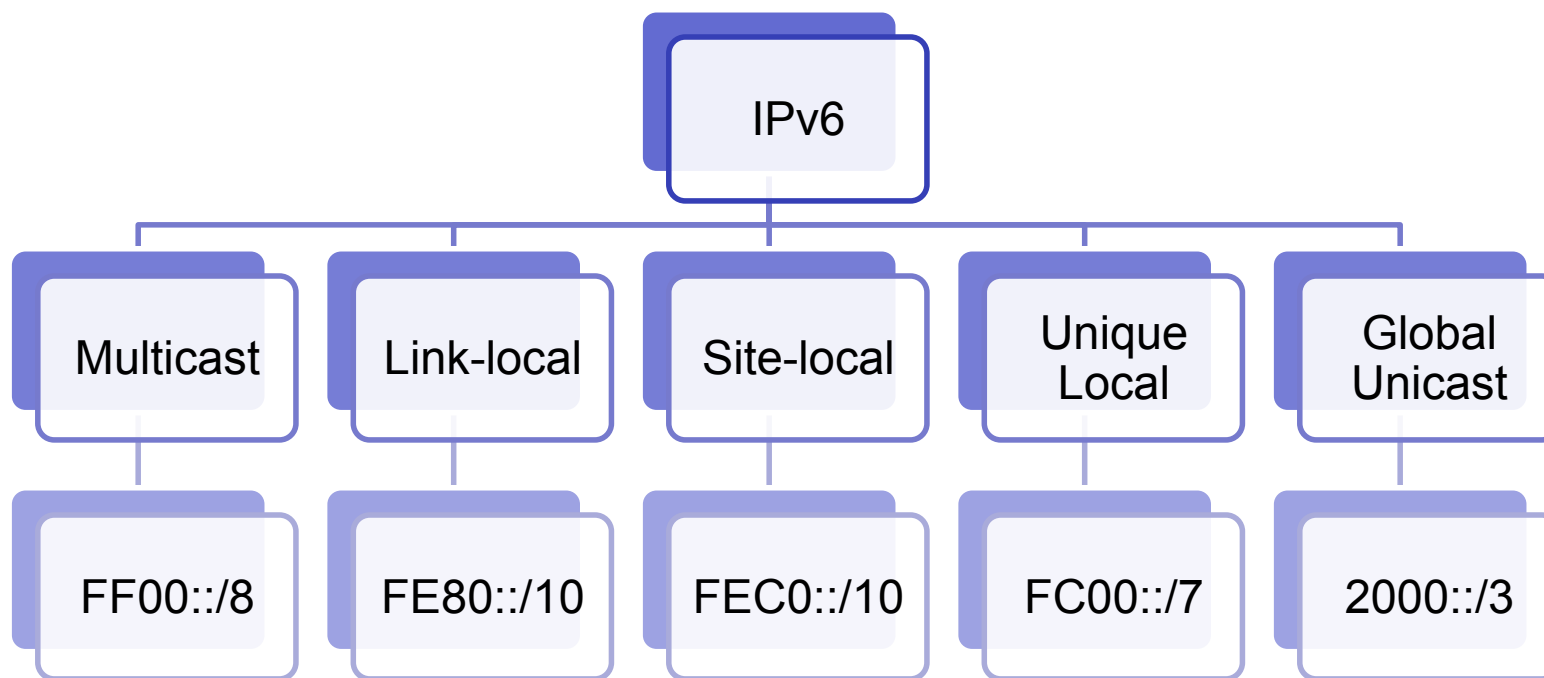 IPv6
Multicast
Link-local
Site-local
Unique
Local
Global
Unicast
FF00::/8
FE80::/10
FEC0::/10
FC00::/7
2000::/3